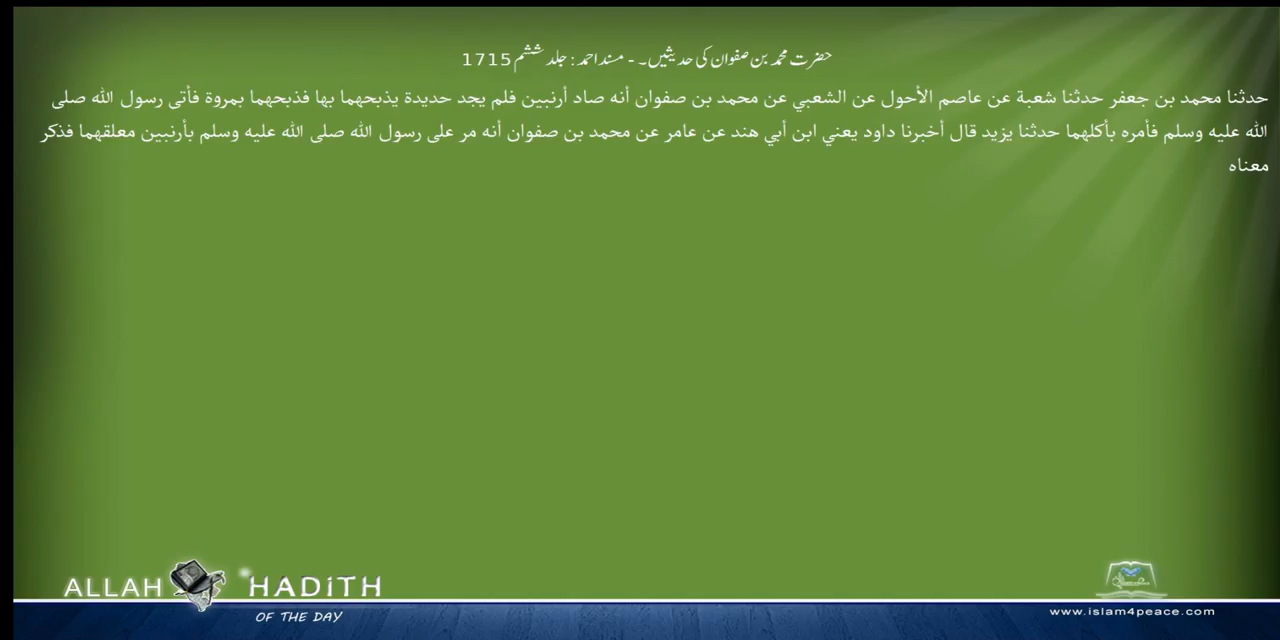 حضرت محمد بن صفوان کی حدیثیں۔ - مسند احمد : جلد ششم 1715
حدثنا محمد بن جعفر حدثنا شعبة عن عاصم الأحول عن الشعبي عن محمد بن صفوان أنه صاد أرنبين فلم يجد حديدة يذبحهما بها فذبحهما بمروة فأتى رسول الله صلى
الله عليه وسلم فأمره بأكلهما حدثنا يزيد قال أخبرنا داود يعني ابن أبي هند عن عامر عن محمد بن صفوان أنه مر على رسول الله صلى الله عليه وسلم بأرنبين معلقهما فذكر
معناه
ALLAH HADITH
OF THE DAY
www.islam4peace.com